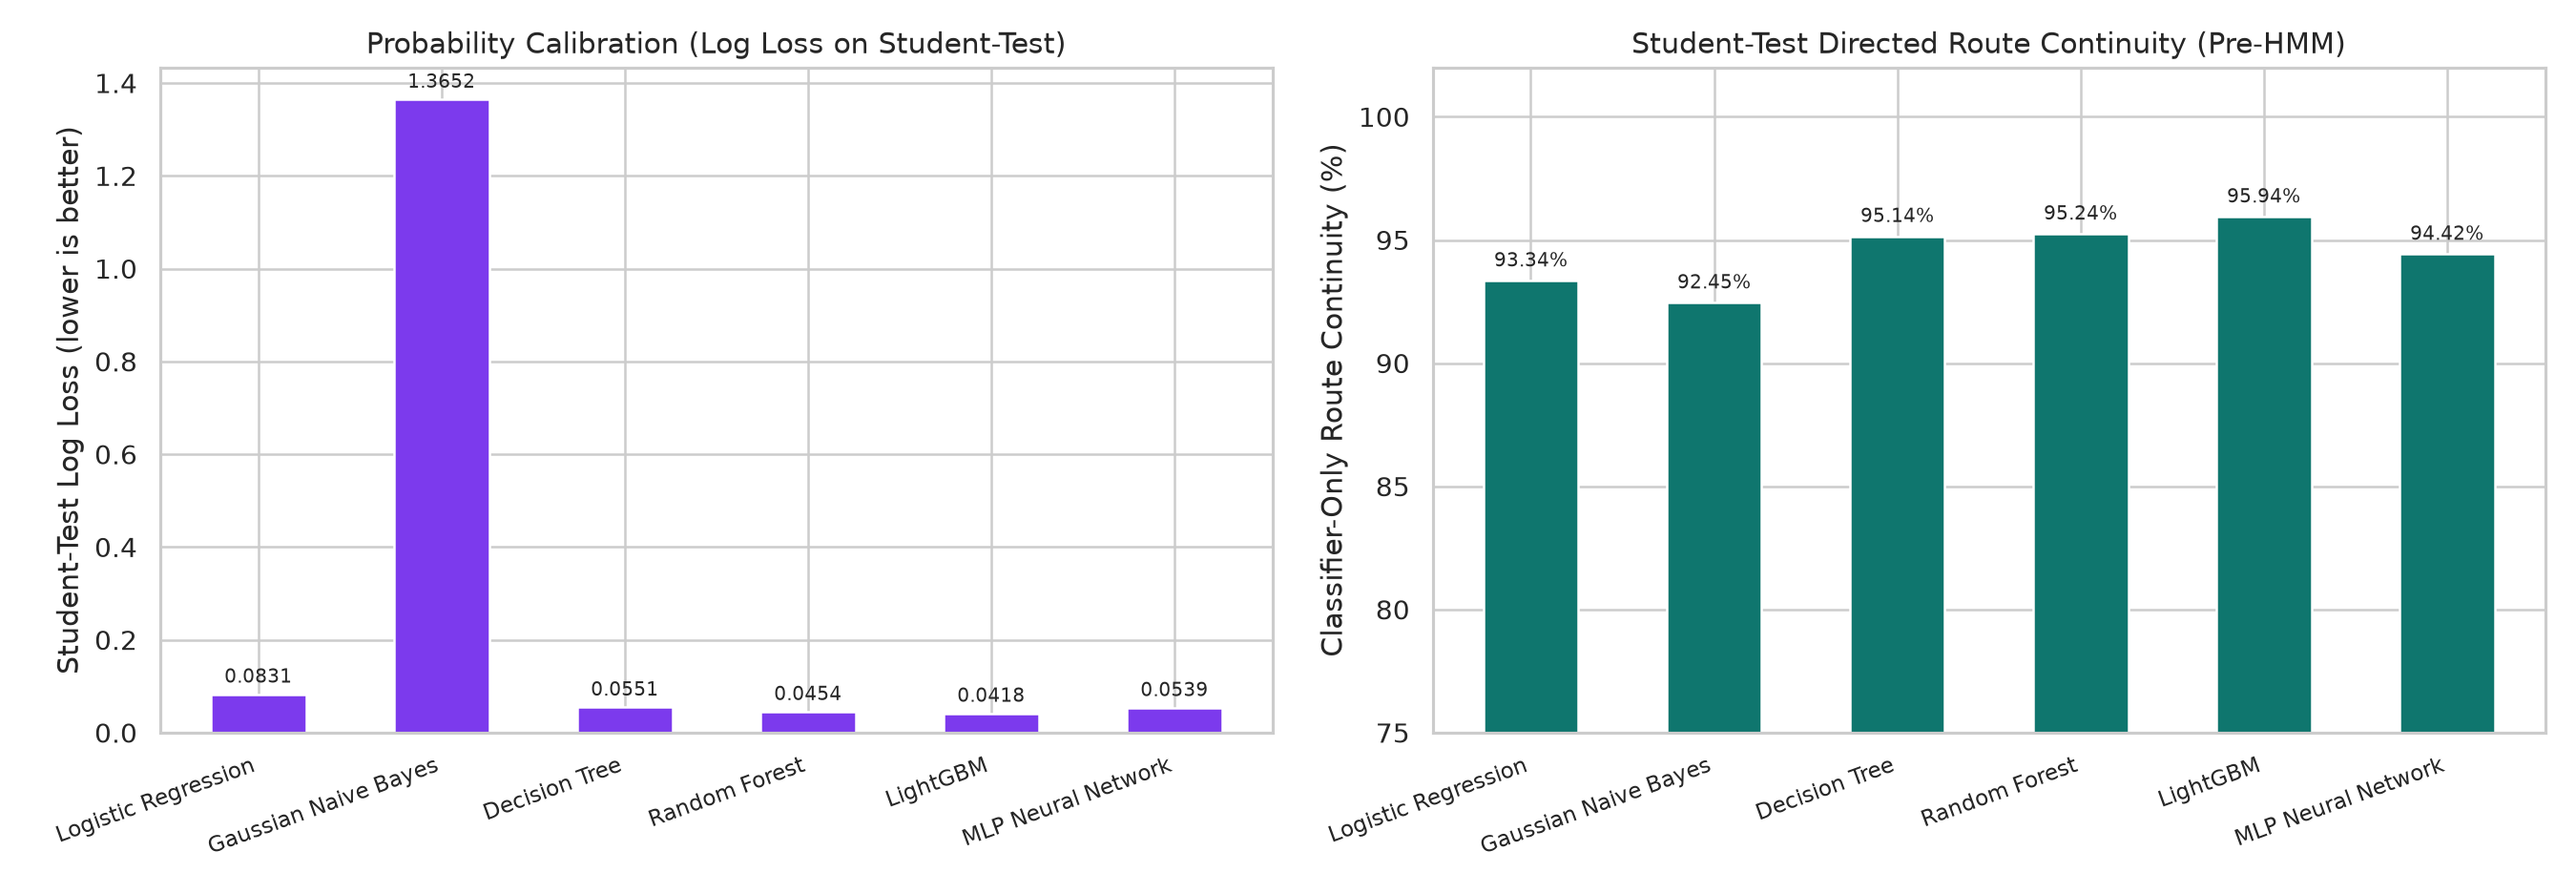 Probability Calibration (Log Loss on Student-Test)
Student-Test Log Loss (lower is better)
1.4
1.2
1.0
0.8
0.6
0.4
0.2
0.0
0.0831
1.3652
0.0551
0.0454
0.0418
0.0539
Logistic Regression
Gaussian Naive Bayes
Decision Tree
Random Forest
LightGBM
MLP Neural Network
Student-Test Directed Route Continuity (Pre-HMM)
Classifier-Only Route Continuity (%)
100
95
90
85
80
75
93.34%
92.45%
95.14%
95.24%
95.94%
94.42%
Logistic Regression
Gaussian Naive Bayes
Decision Tree
Random Forest
LightGBM
MLP Neural Network